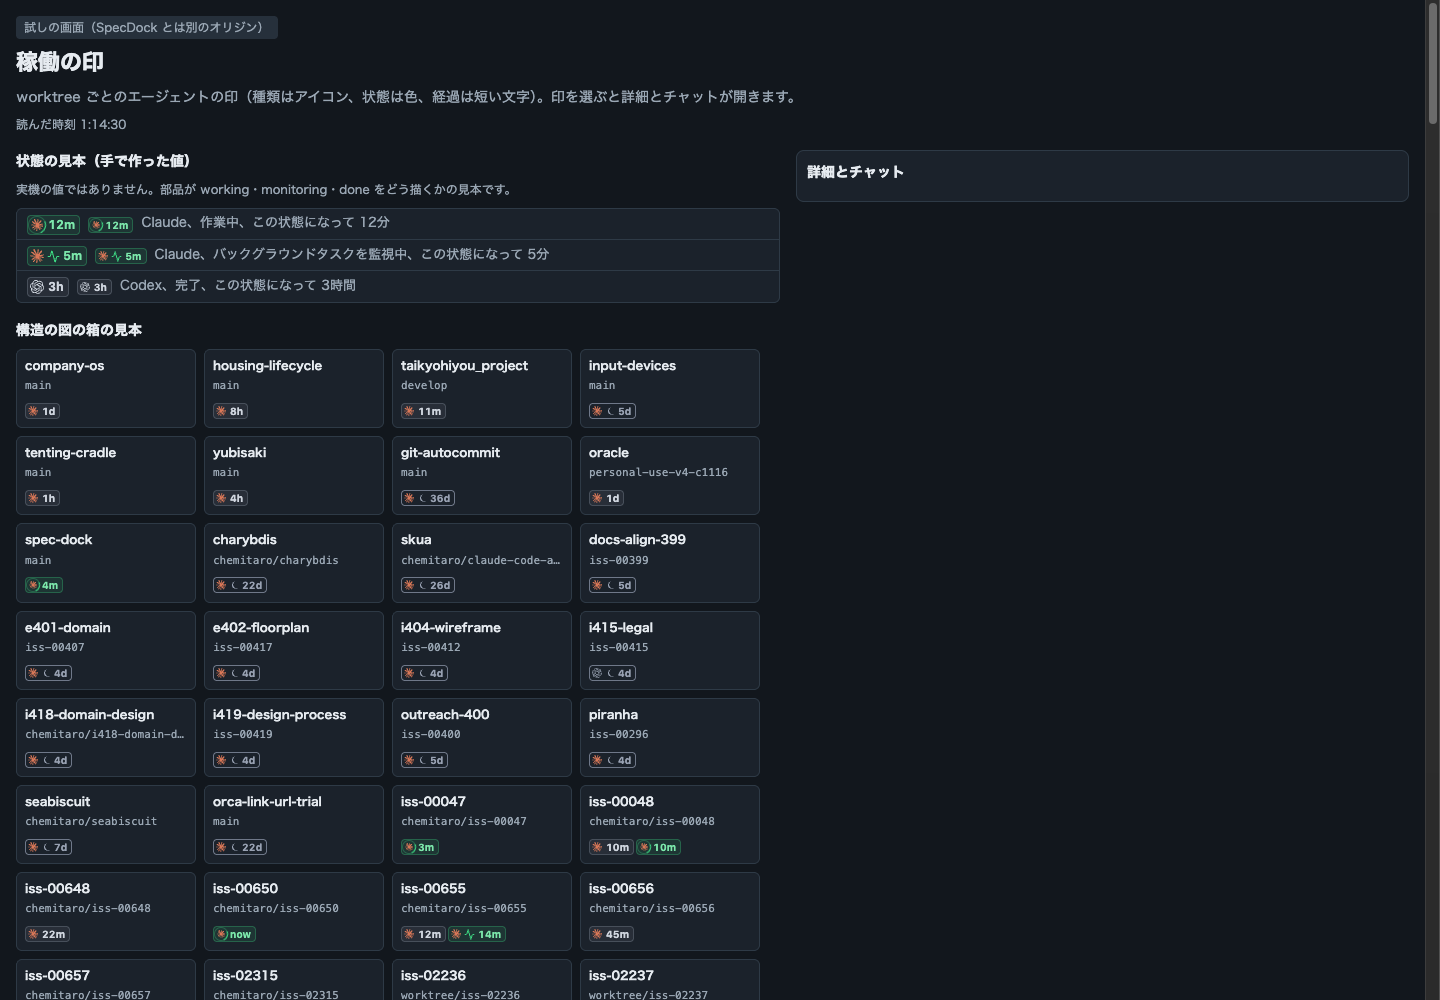 試しの画面（SpecDock とは別のオリジン）
稼働の印
worktree ごとのエージェントの印（種類はアイコン、状態は色、経過は短い文字）。印を選ぶと詳細とチャットが開きます。
読んだ時刻 1:14:30
状態の見本（手で作った値）
実機の値ではありません。部品が working・monitoring・done をどう描くかの見本です。
12m 12m Claude、作業中、この状態になって 12分
5m 5m Claude、バックグラウンドタスクを監視中、この状態になって 5分
3h 3h Codex、完了、この状態になって 3時間
詳細とチャット
構造の図の箱の見本
company-os housing-lifecycle taikyohiyou_project input-devices
main main develop main
1d 8h 11m 5d
tenting-cradle yubisaki git-autocommit oracle
main main main personal-use-v4-c1116
1h 4h 36d 1d
spec-dock charybdis skua docs-align-399
main chemitaro/charybdis chemitaro/claude-code-a… iss-00399
4m 22d 26d 5d
e401-domain e402-floorplan i404-wireframe i415-legal
iss-00407 iss-00417 iss-00412 iss-00415
4d 4d 4d 4d
i418-domain-design i419-design-process outreach-400 piranha
chemitaro/i418-domain-d… iss-00419 iss-00400 iss-00296
4d 4d 5d 4d
seabiscuit orca-link-url-trial iss-00047 iss-00048
chemitaro/seabiscuit main chemitaro/iss-00047 chemitaro/iss-00048
7d 22d 3m 10m 10m
iss-00648 iss-00650 iss-00655 iss-00656
chemitaro/iss-00648 chemitaro/iss-00650 chemitaro/iss-00655 chemitaro/iss-00656
22m now 12m 14m 45m
iss-00657 iss-02315 iss-02236 iss-02237
chemitaro/iss-00657 chemitaro/iss-02315 worktree/iss-02236 worktree/iss-02237